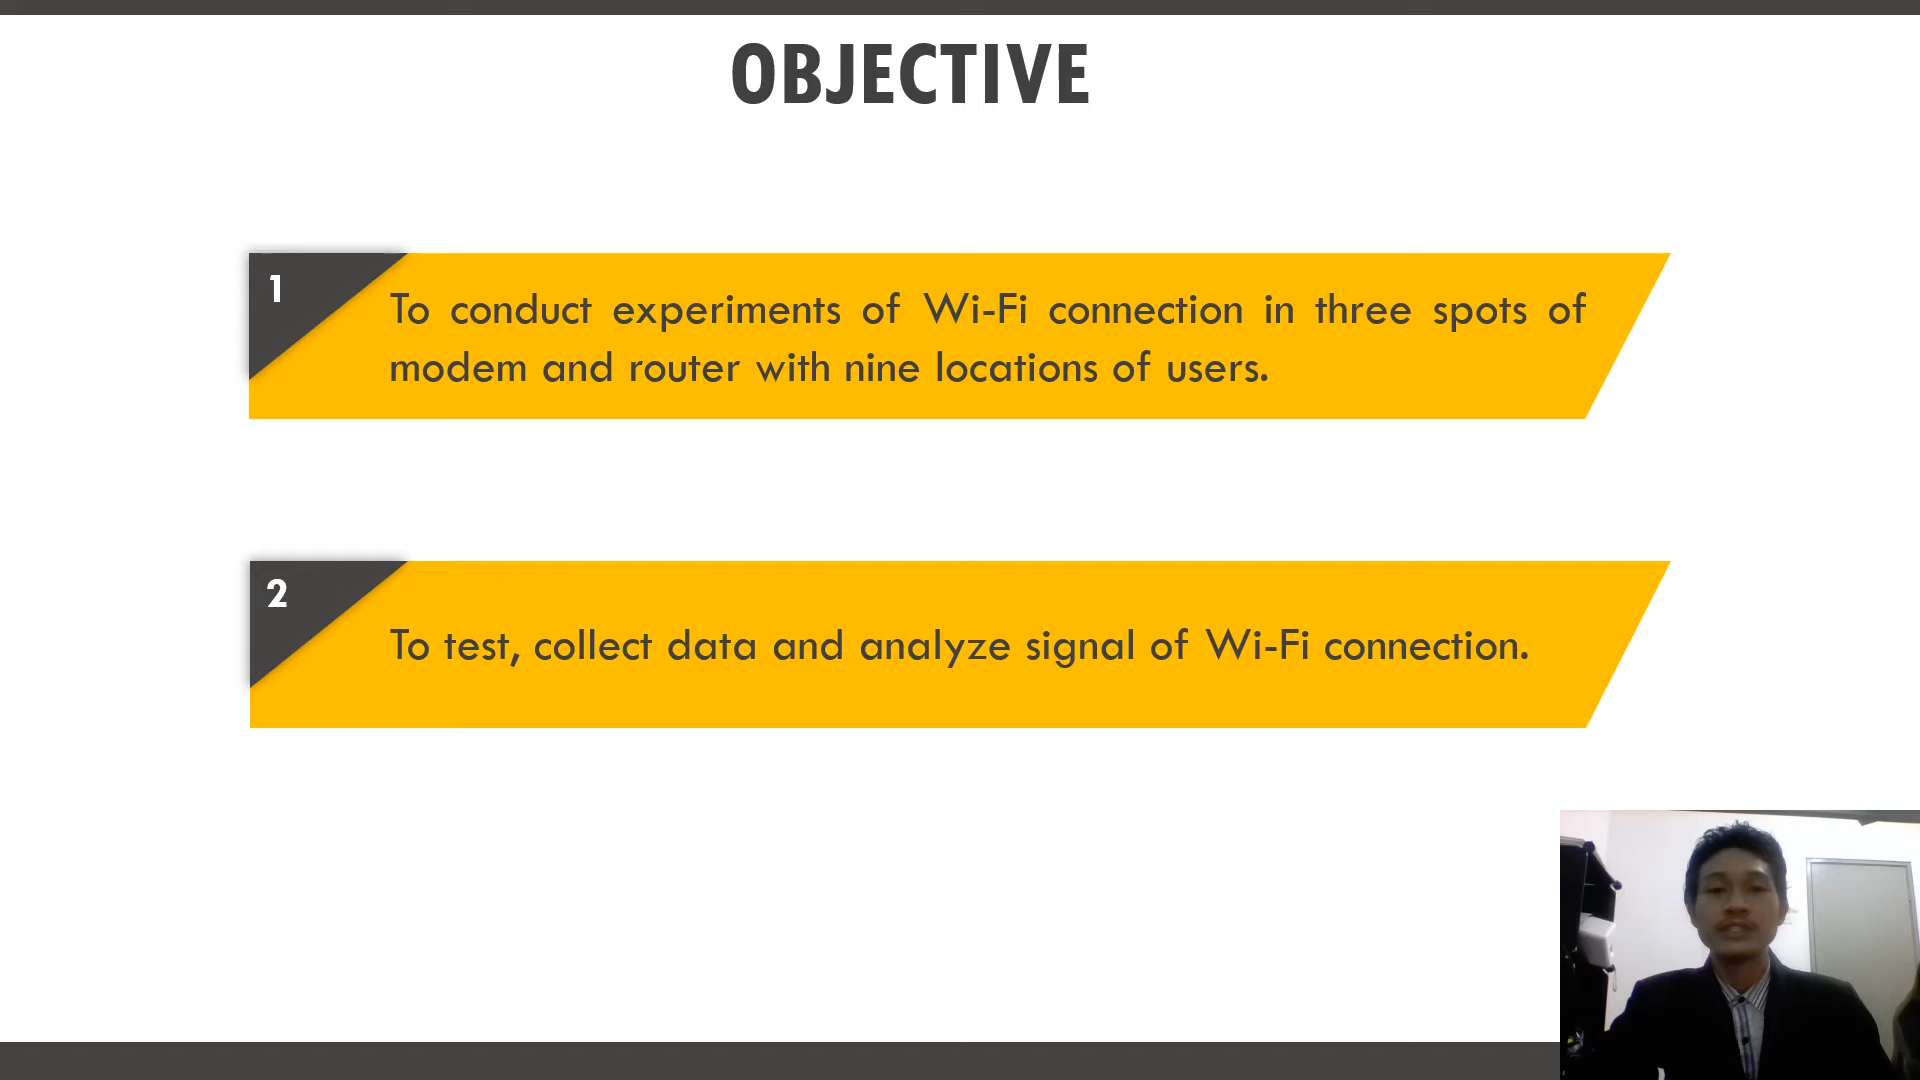 OBJECTIVE
1
To conduct experiments of Wi-Fi connection in three spots of
modem and router with nine locations of users.
2
To test, collect data and analyze signal of Wi-Fi connection.